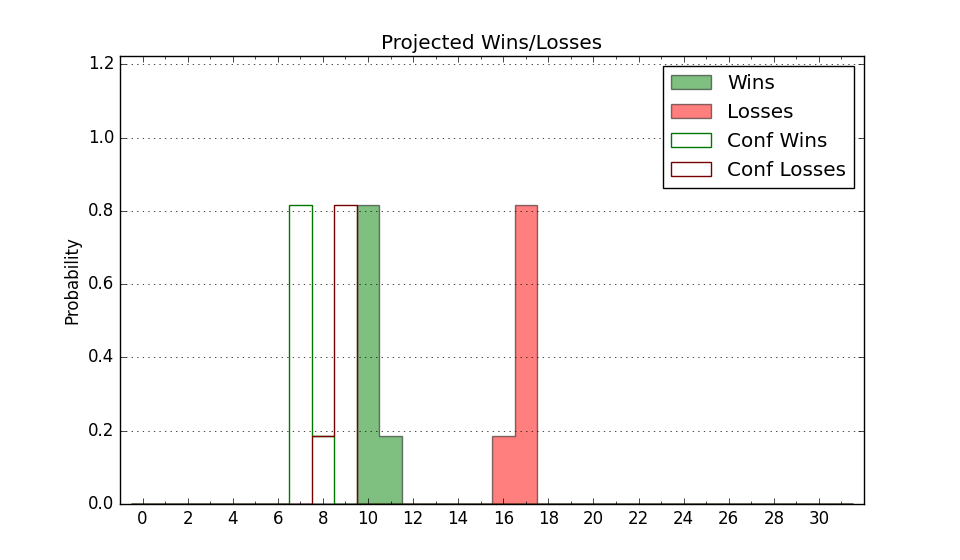 Projected Wins/Losses
1.2
1.0
0.8
0.6
0.4
0.2
0.0
Probability
Wins
Losses
Conf Wins
Conf Losses
0 2 4 6 8 10 12 14 16 18 20 22 24 26 28 30